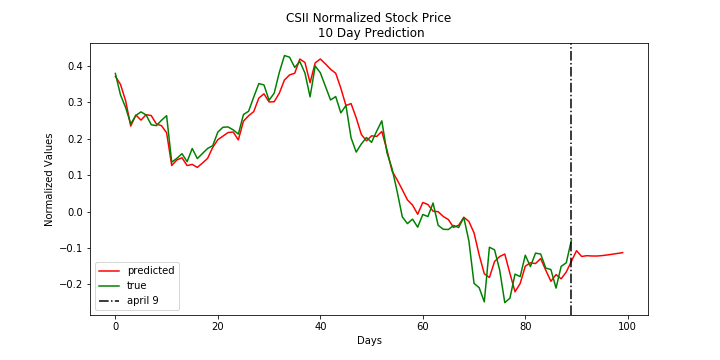 CSII Normalized Stock Price
10 Day Prediction
Normalized Values
0.4
0.3
0.2
0.1
0.0
−0.1
−0.2
predicted
true
april 9
0
20
40
60
80
100
Days